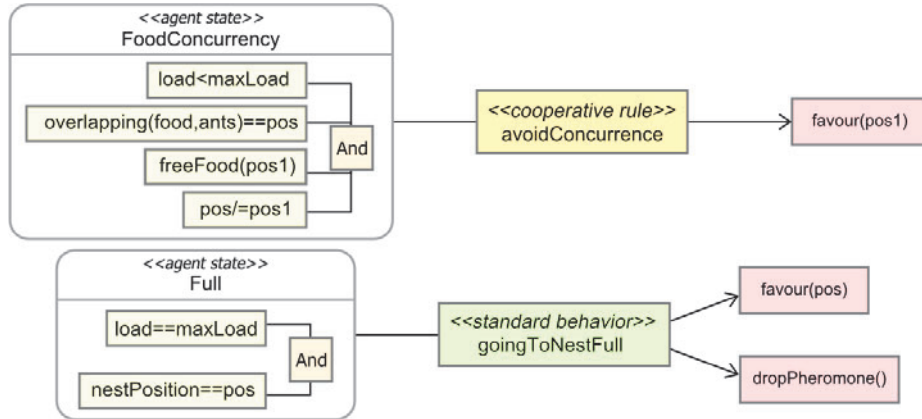 <<agent state>>
FoodConcurrency
load<maxLoad
overlapping(food,ants)==pos
And
freeFood(pos1)
pos/=pos1
<<cooperative rule>>
avoidConcurrence
favour(pos1)
<<agent state>>
Full
load==maxLoad
And
nestPosition==pos
<<standard behavior>>
goingToNestFull
favour(pos)
dropPheromone()